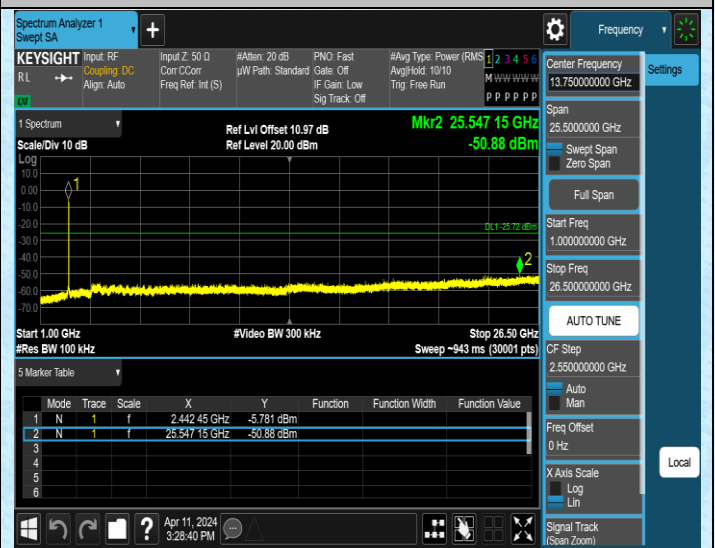 Spectrum Analyzer 1
Swept SA
+
Frequency
KEYSIGHT
RL
LM
Input: RF
Coupling: DC
Align: Auto
Input Z: 50 Ω
Corr CCorr
Freq Ref: Int (S)
#Atten: 20 dB
µW Path: Standard
PNO: Fast
Gate: Off
IF Gain: Low
Sig Track: Off
#Avg Type: Power (RMS
Avg|Hold: 10/10
Trig: Free Run
1 2 3 4 5 6
M W W W W W
P P P P P P
1 Spectrum
Scale/Div 10 dB
Ref Lvl Offset 10.97 dB
Ref Level 20.00 dBm
Mkr2 25.547 15 GHz
-50.88 dBm
Log
10.0
0.00
-10.0
-20.0
-30.0
-40.0
-50.0
-60.0
-70.0
1
DL1 -25.72 dBm
2
Start 1.00 GHz
#Res BW 100 kHz
#Video BW 300 kHz
Stop 26.50 GHz
Sweep ~943 ms (30001 pts)
5 Marker Table
Mode Trace Scale X Y Function Function Width Function Value
1 N 1 f 2.442 45 GHz -5.781 dBm
2 N 1 f 25.547 15 GHz -50.88 dBm
3
4
5
6
?
Apr 11, 2024
3:28:40 PM
Center Frequency
13.750000000 GHz
Span
25.5000000 GHz
Swept Span
Zero Span
Full Span
Start Freq
1.000000000 GHz
Stop Freq
26.500000000 GHz
AUTO TUNE
CF Step
2.550000000 GHz
Auto
Man
Freq Offset
0 Hz
X Axis Scale
Log
Lin
Signal Track
(Span Zoom)
Settings
Local